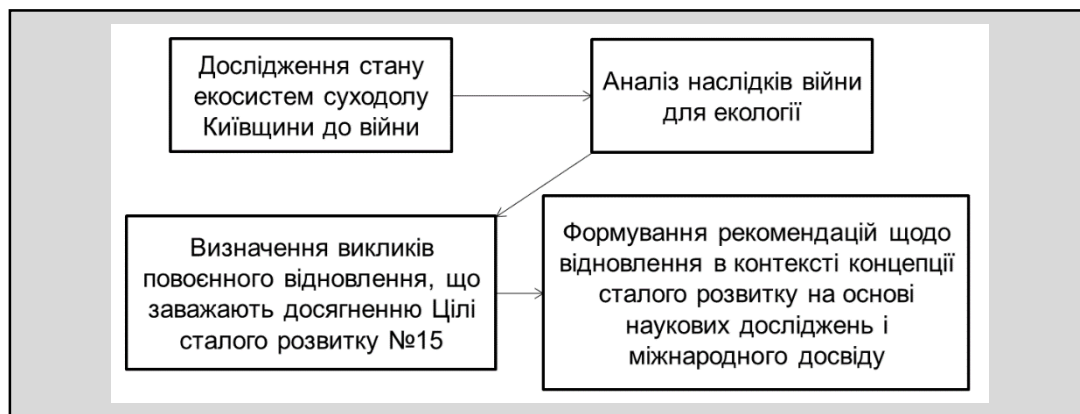 Дослідження стану
екосистем суходолу
Київщини до війни
Аналіз наслідків війни
для екології
Визначення викликів
повоєнного відновлення, що
заважають досягненню Цілі
сталого розвитку №15
Формування рекомендацій щодо
відновлення в контексті концепції
сталого розвитку на основі
наукових досліджень і
міжнародного досвіду